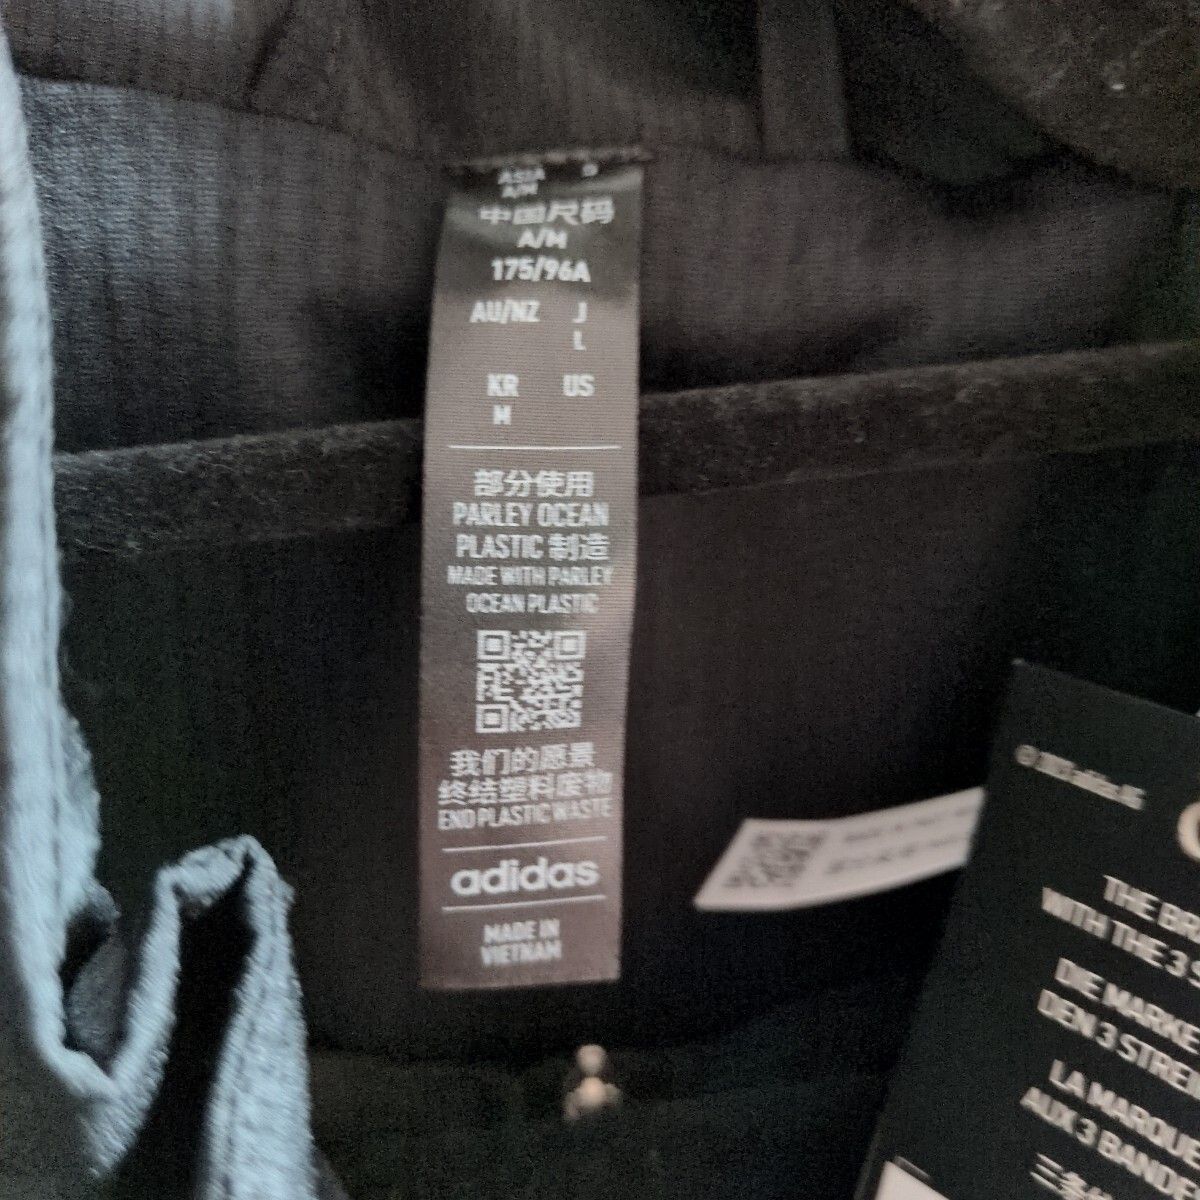 ASIA
A/M
中国尺码
A/M
175/96A
AU/NZ J
L
KR US
M
部分使用
PARLEY OCEAN
PLASTIC 制造
MADE WITH PARLEY
OCEAN PLASTIC
我们的愿景
终结塑料废物
END PLASTIC WASTE
adidas
MADE IN
VIETNAM
THE BR
WITH THE 3 S
DIE MARKE
DEN 3 STREI
LA MARQUE
AUX 3 BANDE
三条